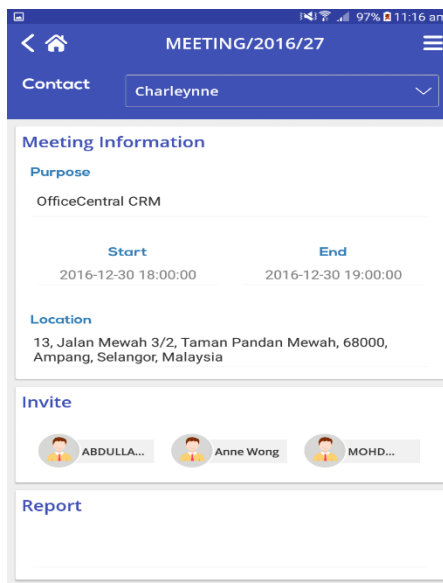 97% 11:16 am
MEETING/2016/27
Contact
Charleynne
Meeting Information
Purpose
OfficeCentral CRM
Start End
2016-12-30 18:00:00 2016-12-30 19:00:00
Location
13, Jalan Mewah 3/2, Taman Pandan Mewah, 68000,
Ampang, Selangor, Malaysia
Invite
ABDULLA... Anne Wong MOHD...
Report